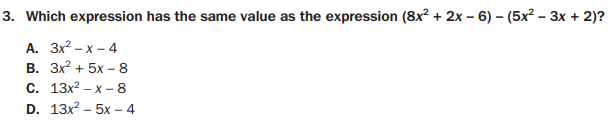 3. Which expression has the same value as the expression (8x² + 2x – 6) – (5x² – 3x + 2)?
A. 3x² – x – 4
B. 3x² + 5x – 8
C. 13x² – x – 8
D. 13x² – 5x – 4